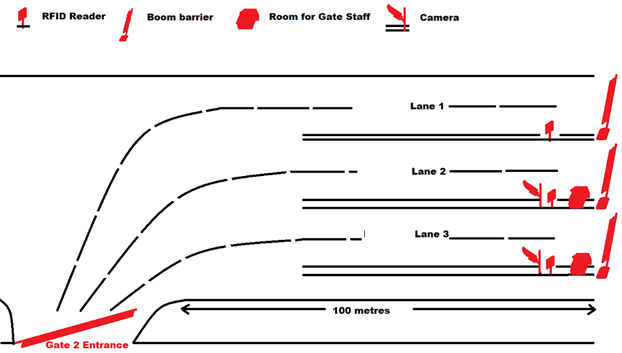 RFID Reader
Boom barrier
Room for Gate Staff
Camera
Lane 1
Lane 2
Lane 3
100 metres
Gate 2 Entrance